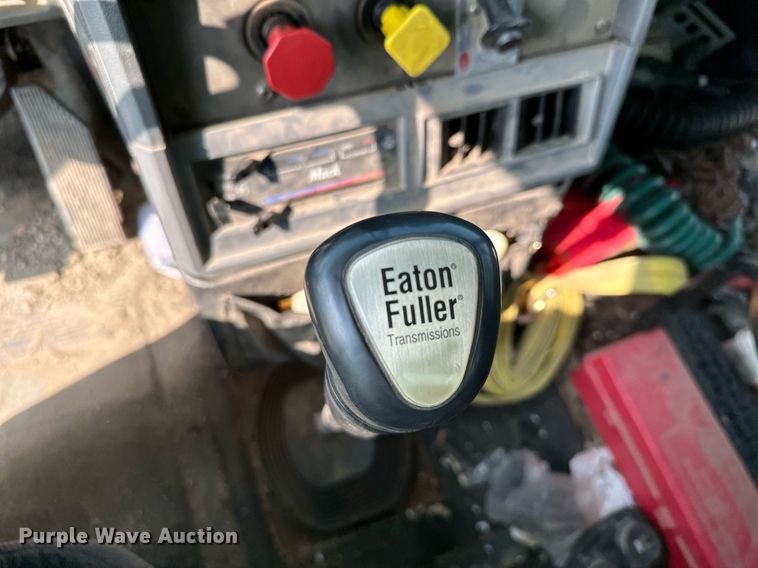 Mack
Eaton®
Fuller®
Transmissions
Purple Wave Auction